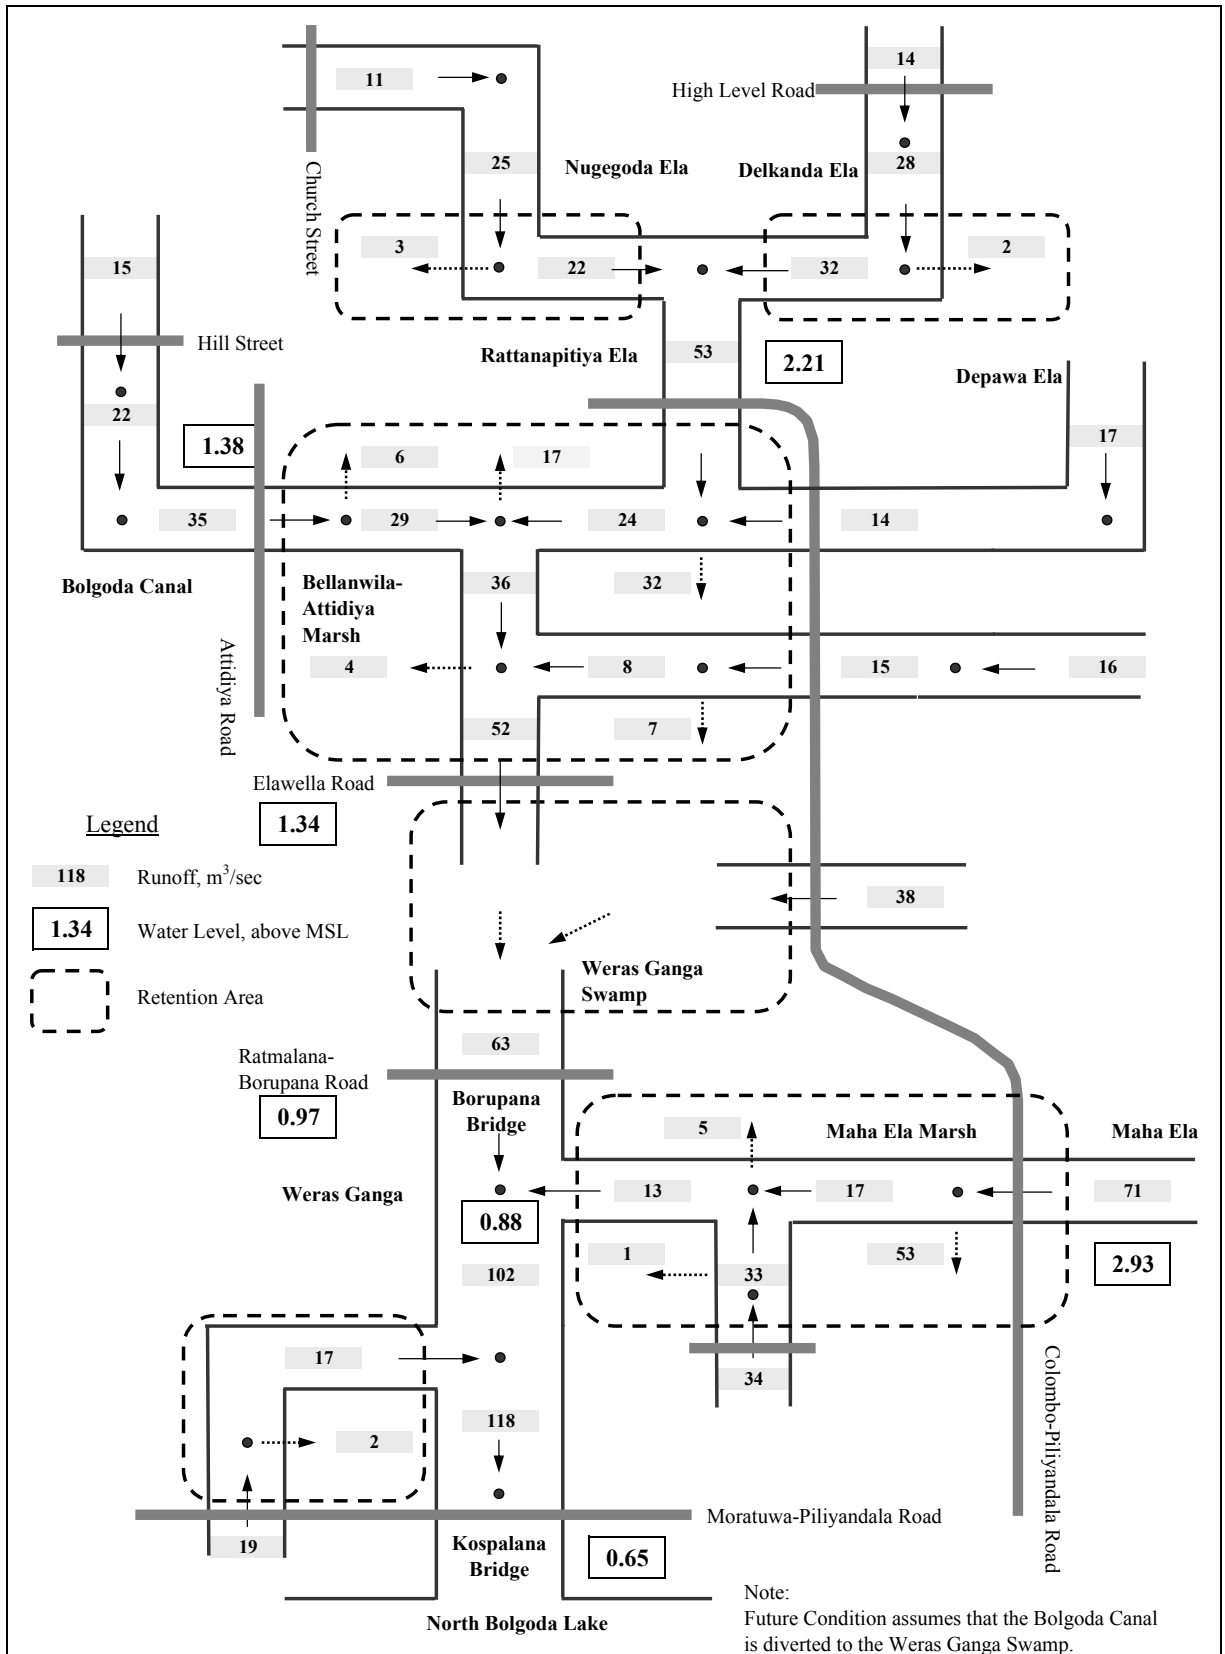 14
High Level Road
11
Church Street
25
Nugegoda Ela
Delkanda Ela
28
3
22
32
2
15
Hill Street
Rattanapitiya Ela
53
2.21
Depawa Ela
22
1.38
6
17
17
35
29
24
14
Bolgoda Canal
Bellanwila-
Attidiya
Marsh
36
32
Attidiya Road
4
8
15
16
52
7
Elawella Road
1.34
Legend
118
Runoff, m3/sec
38
1.34
Water Level, above MSL
Weras Ganga
Swamp
Retention Area
63
Ratmalana-
Borupana Road
0.97
Borupana
Bridge
5
Maha Ela Marsh
Maha Ela
Weras Ganga
13
17
71
0.88
1
53
2.93
102
33
17
34
Colombo-Piliyandala Road
118
2
Moratuwa-Piliyandala Road
19
Kospalana
Bridge
0.65
North Bolgoda Lake
Note:
Future Condition assumes that the Bolgoda Canal
is diverted to the Weras Ganga Swamp.